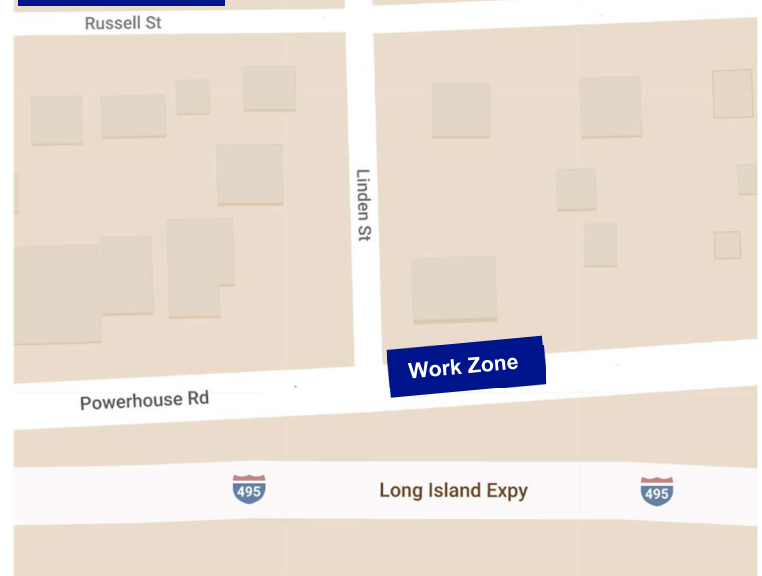 Russell St
Linden St
Work Zone
Powerhouse Rd
495
Long Island Expy
495